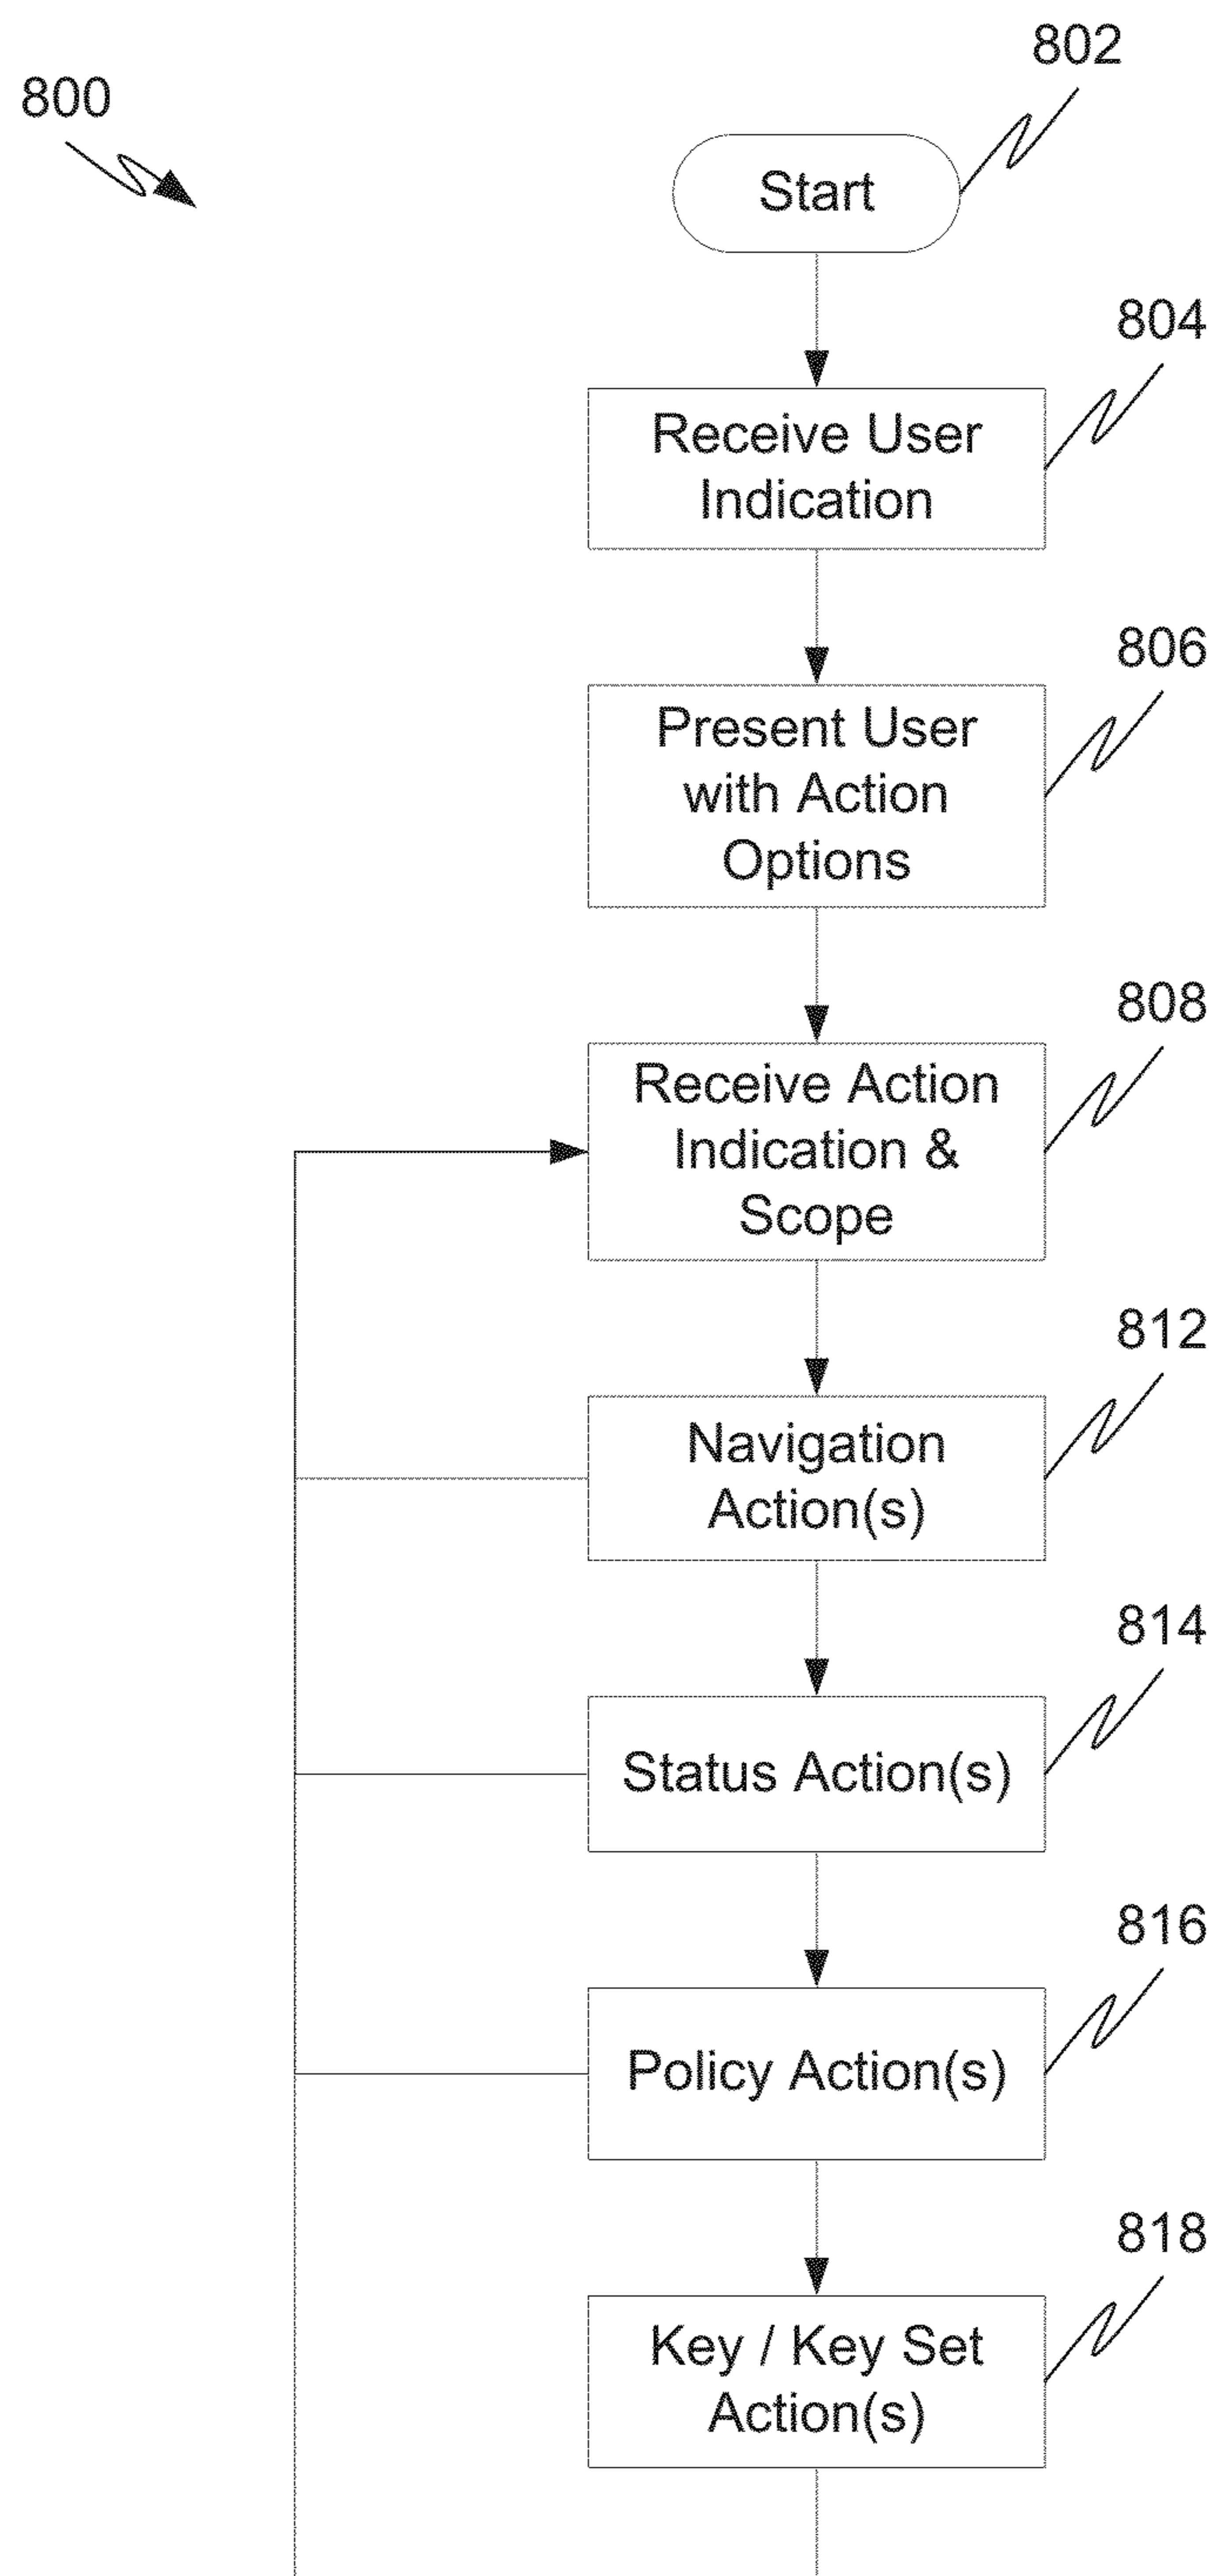 802
800
Start
804
Receive User
Indication
806
Present User
with Action
Options
808
Receive Action
Indication &
Scope
812
Navigation
Action(s)
814
Status Action(s)
816
Policy Action(s)
818
Key / Key Set
Action(s)